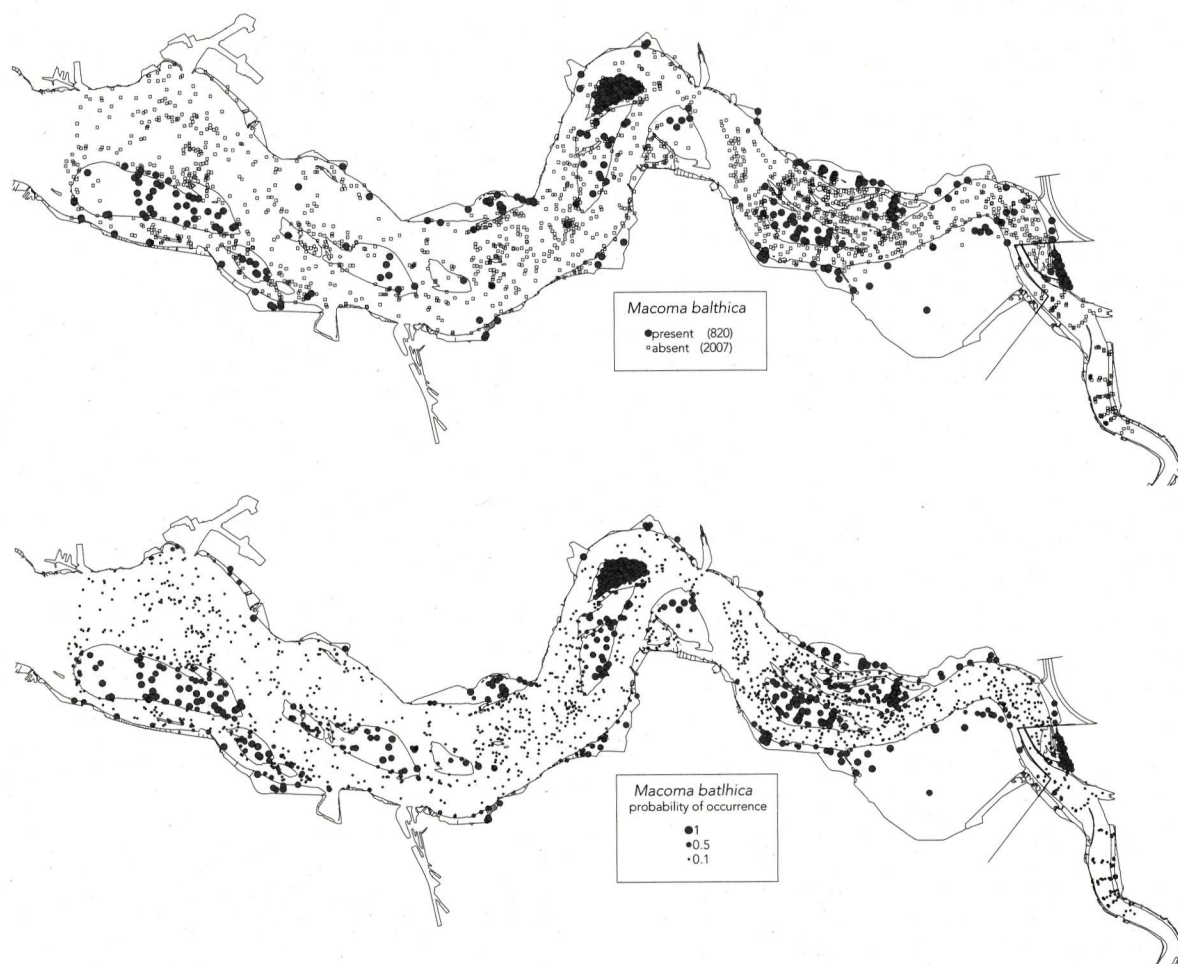 Macoma balthica
present (820)
absent (2007)
Macoma batlhica
probability of occurrence
1
0.5
0.1